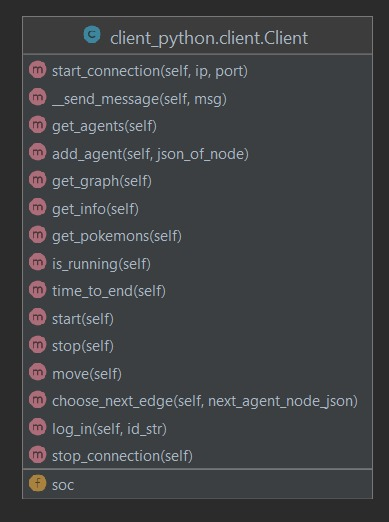 C client_python.client.Client
m start_connection(self, ip, port)
m __send_message(self, msg)
m get_agents(self)
m add_agent(self, json_of_node)
m get_graph(self)
m get_info(self)
m get_pokemons(self)
m is_running(self)
m time_to_end(self)
m start(self)
m stop(self)
m move(self)
m choose_next_edge(self, next_agent_node_json)
m log_in(self, id_str)
m stop_connection(self)
f soc